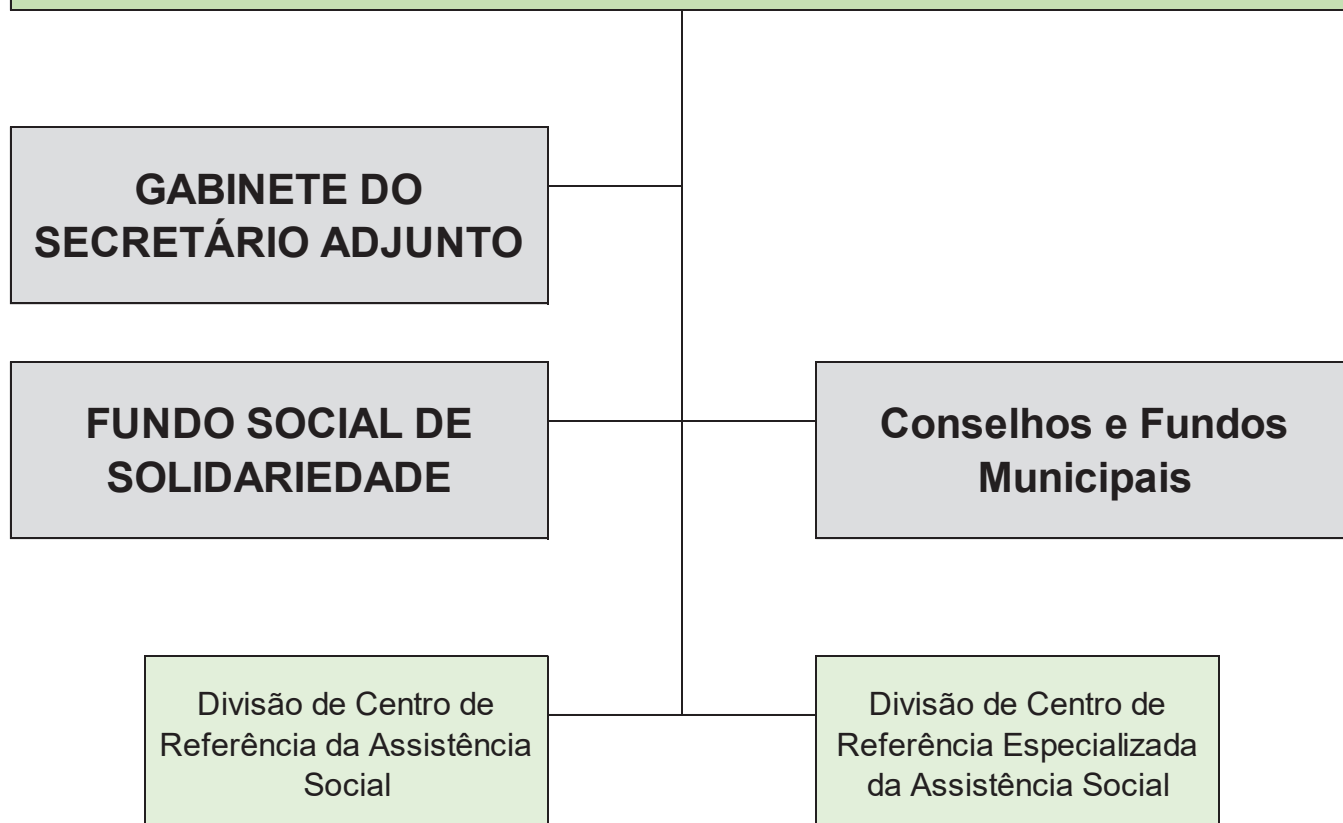 GABINETE DO
SECRETÁRIO ADJUNTO
FUNDO SOCIAL DE
SOLIDARIEDADE
Conselhos e Fundos
Municipais
Divisão de Centro de
Referência da Assistência
Social
Divisão de Centro de
Referência Especializada
da Assistência Social